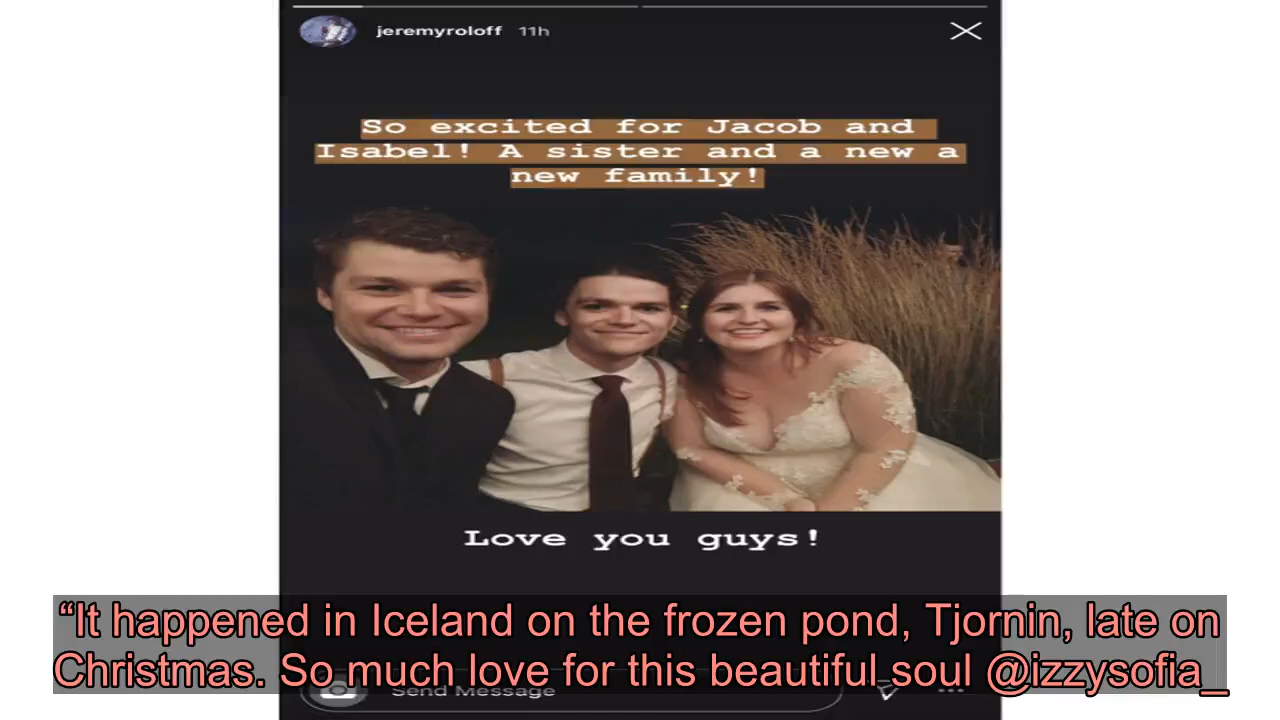 jeremyroloff 11h
So excited for Jacob and
Isabel! A sister and a new a
new family!
Love you guys!
“It happened in Iceland on the frozen pond, Tjornin, late on
Christmas. So much love for this beautiful soul @izzysofia_
Send Message